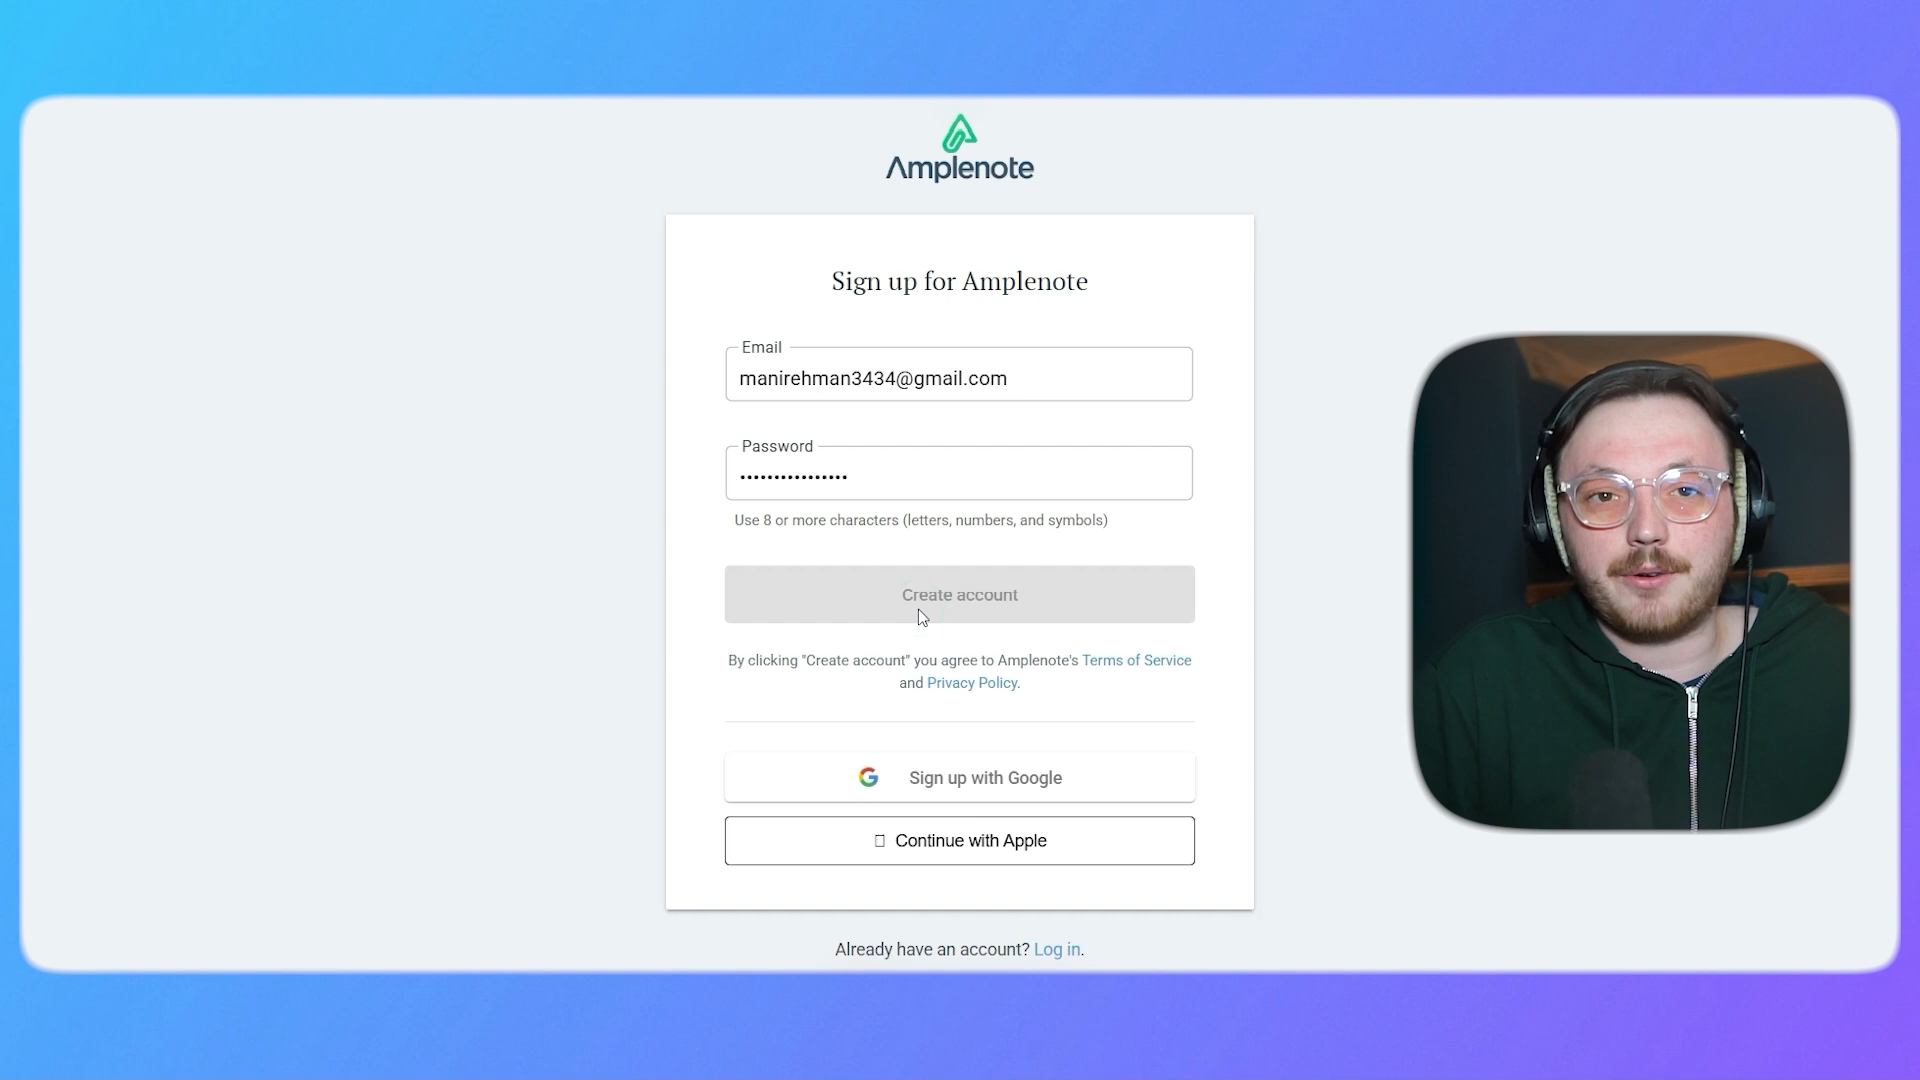 Amplenote
Sign up for Amplenote
Email
manirehman3434@gmail.com
Password
••••••••••••••••
Use 8 or more characters (letters, numbers, and symbols)
Create account
By clicking "Create account" you agree to Amplenote's Terms of Service
and Privacy Policy.
Sign up with Google
Continue with Apple
Already have an account? Log in.